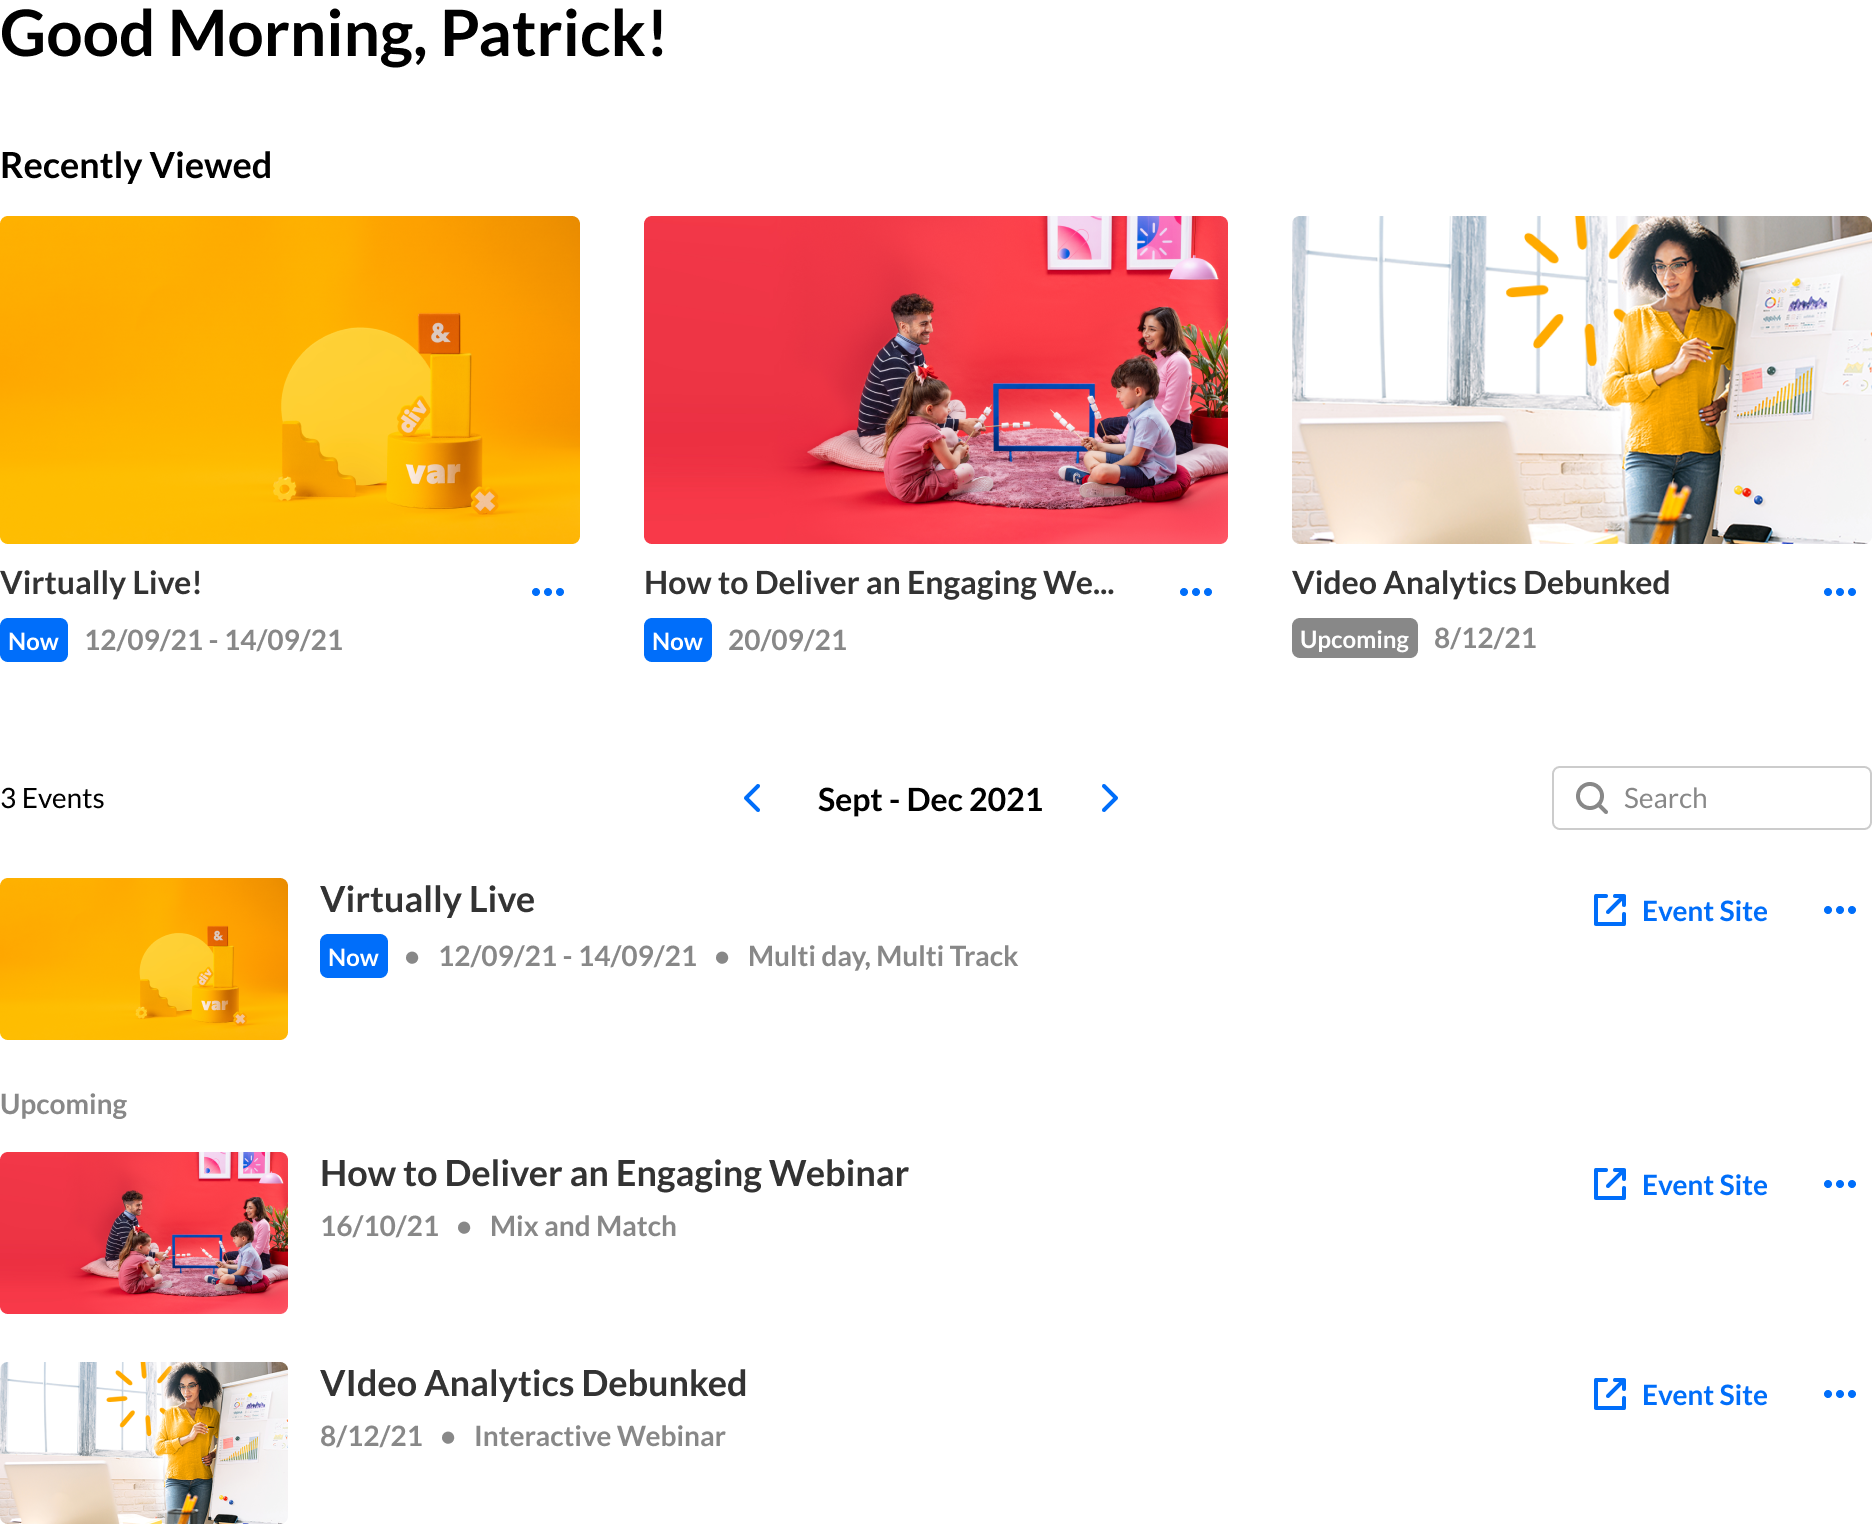 Good Morning, Patrick!
Recently Viewed
&
div
var
Virtually Live!
Now 12/09/21 - 14/09/21
How to Deliver an Engaging We...
Now 20/09/21
Video Analytics Debunked
Upcoming 8/12/21
3 Events
Sept - Dec 2021
Search
&
div
var
Virtually Live
Now • 12/09/21 - 14/09/21 • Multi day, Multi Track
Event Site
Upcoming
How to Deliver an Engaging Webinar
16/10/21 • Mix and Match
Event Site
VIdeo Analytics Debunked
8/12/21 • Interactive Webinar
Event Site